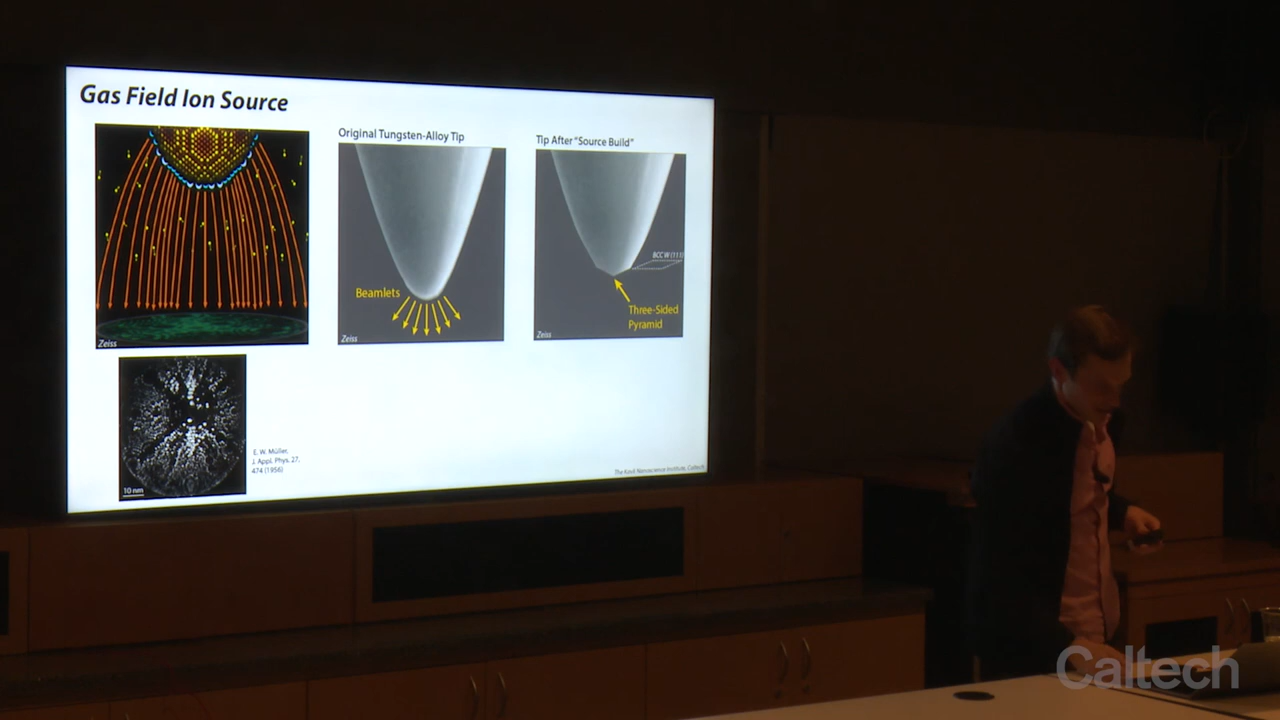 Gas Field Ion Source
Original Tungsten-Alloy Tip
Tip After "Source Build"
BCC W (111)
Beamlets
Three-Sided
Pyramid
Zeiss
Zeiss
Zeiss
E. W. Müller,
J. Appl. Phys. 27,
474 (1956)
10 nm
The Kavli Nanoscience Institute, Caltech
Caltech